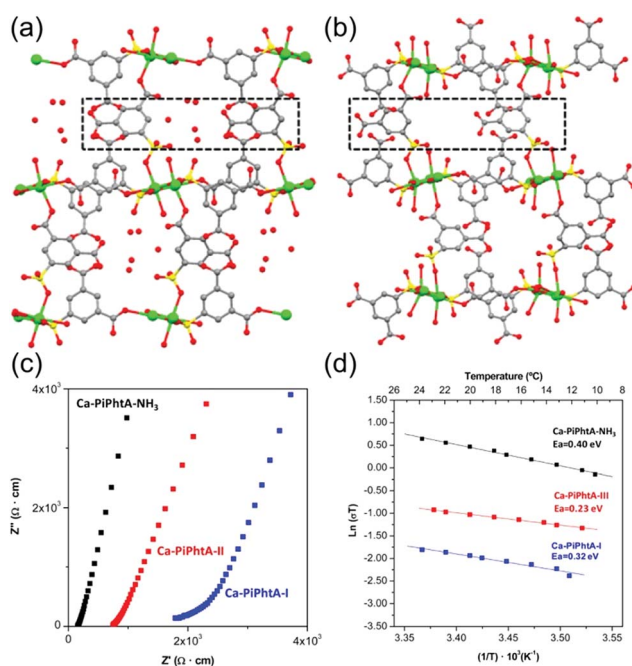 (a)
(b)
(c)
4x10³
2x10³
0
Z'' (Ω · cm)
Ca-PiPhtA-NH₃
Ca-PiPhtA-II
Ca-PiPhtA-I
0
2x10³
4x10³
Z' (Ω · cm)
(d)
Temperature (ºC)
26 24 22 20 18 16 14 12 10 8
1.50
1.00
0.50
0.00
-0.50
-1.00
-1.50
-2.00
-2.50
-3.00
-3.50
Ln (σT)
Ca-PiPhtA-NH₃
Ea=0.40 eV
Ca-PiPhtA-III
Ea=0.23 eV
Ca-PiPhtA-I
Ea=0.32 eV
3.35 3.40 3.45 3.50 3.55
(1/T) · 10³(K⁻¹)